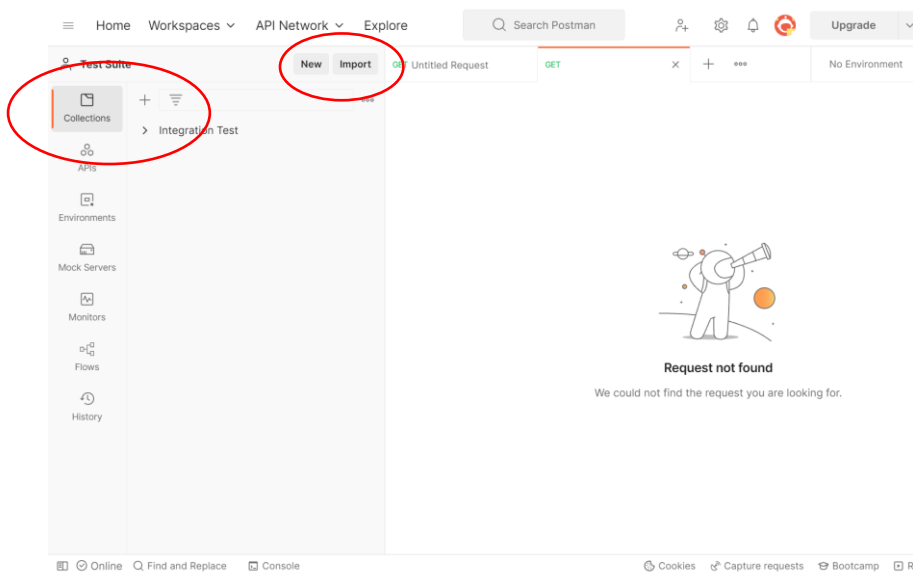 Home Workspaces API Network Explore Search Postman Upgrade
Test Suite New Import GET Untitled Request GET No Environment
Collections
Integration Test
APIs
Environments
Mock Servers
Monitors
Flows
History
Request not found
We could not find the request you are looking for.
Online Find and Replace Console Cookies Capture requests Bootcamp R